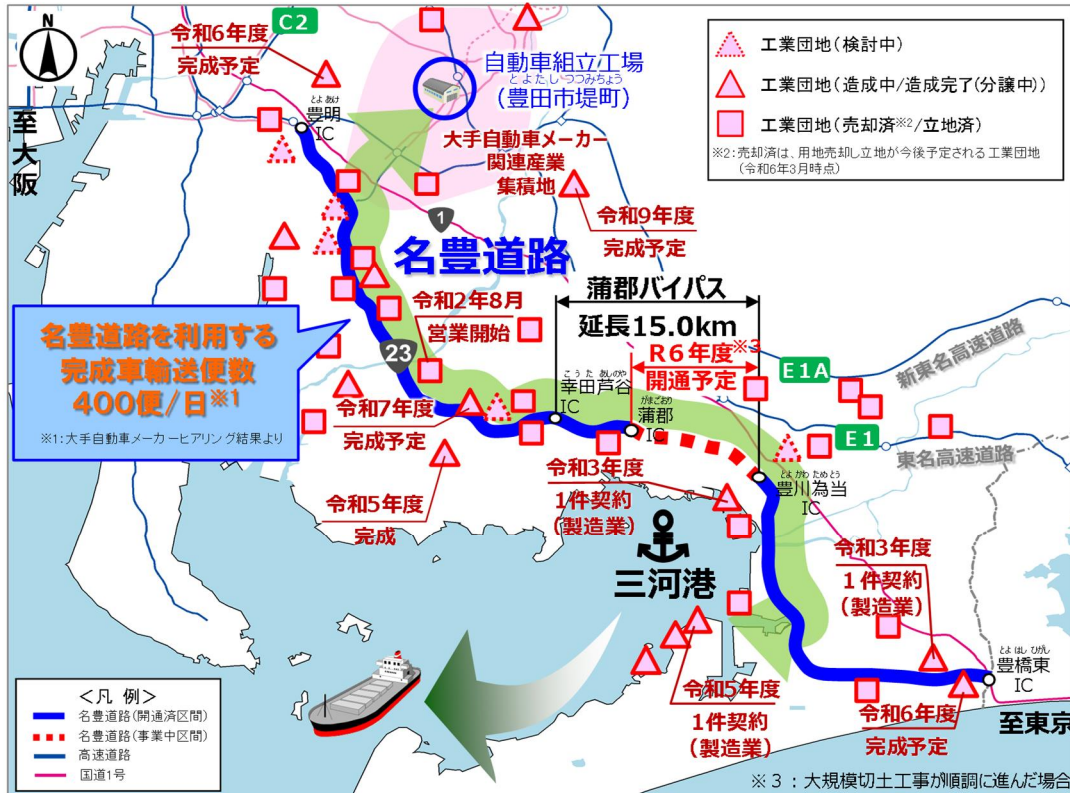 N
C2
令和6年度
完成予定
至大阪
とよあけ
豊明
IC
自動車組立工場
とよたし つつみちょう
(豊田市堤町)
大手自動車メーカー
関連産業
集積地
1
令和9年度
完成予定
工業団地(検討中)
工業団地(造成中/造成完了(分譲中))
工業団地(売却済※2/立地済)
※2:売却済は、用地売却し立地が今後予定される工業団地
(令和6年3月時点)
名豊道路
蒲郡バイパス
延長15.0km
R6年度※3
開通予定
名豊道路を利用する
完成車輸送便数
400便/日※1
※1:大手自動車メーカーヒアリング結果より
令和2年8月
営業開始
23
こうた あしのや
幸田芦谷
IC
がまごおり
蒲郡
IC
E1A
新東名高速道路
E1
東名高速道路
令和7年度
完成予定
令和5年度
完成
令和3年度
1件契約
(製造業)
とよがわ ためとう
豊川為当
IC
三河港
令和3年度
1件契約
(製造業)
令和5年度
1件契約
(製造業)
とよはし ひがし
豊橋東
IC
令和6年度
完成予定
至東京
<凡 例>
名豊道路(開通済区間)
名豊道路(事業中区間)
高速道路
国道1号
※3:大規模切土工事が順調に進んだ場合